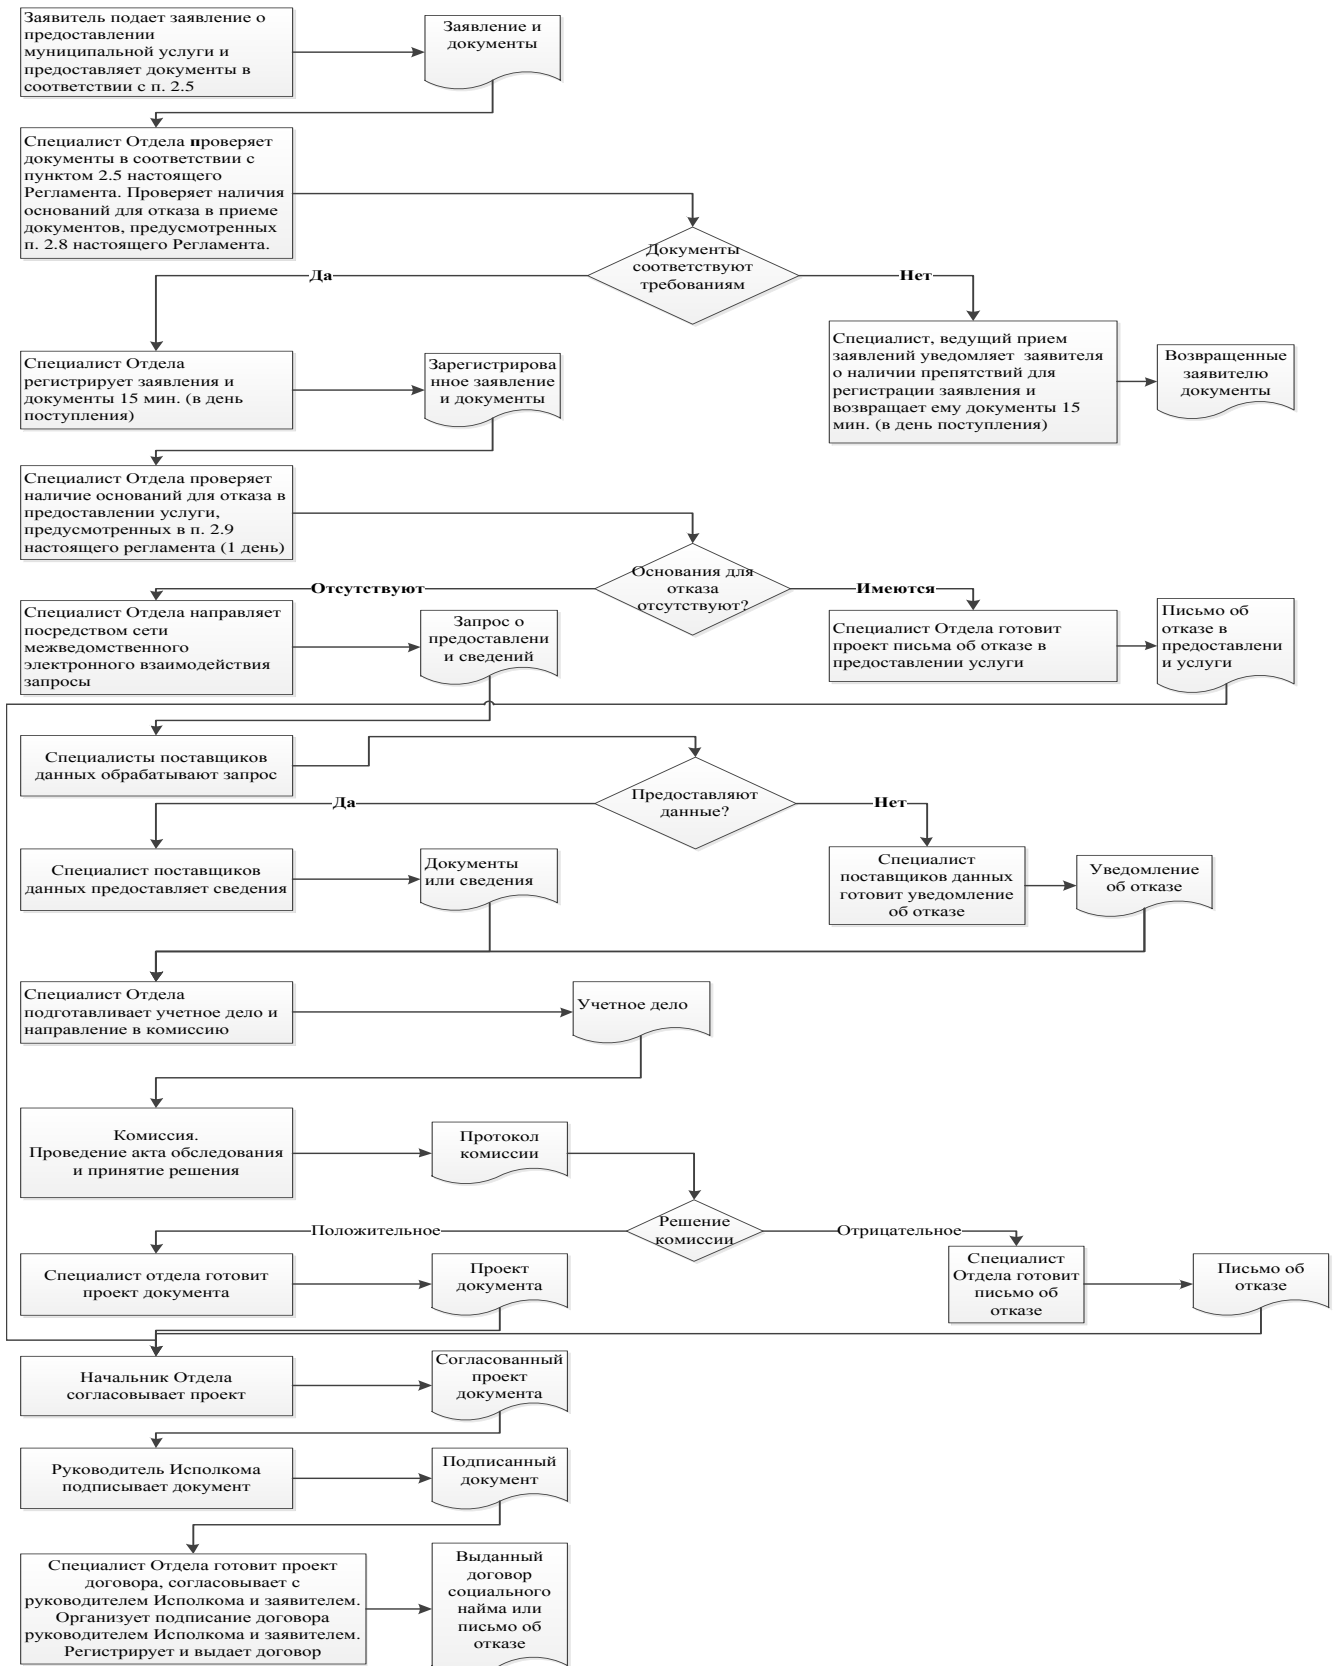 Заявитель подает заявление о
предоставлении
муниципальной услуги и
предоставляет документы в
соответствии с п. 2.5
Заявление и
документы
Специалист Отдела проверяет
документы в соответствии с
пунктом 2.5 настоящего
Регламента. Проверяет наличия
оснований для отказа в приеме
документов, предусмотренных
п. 2.8 настоящего Регламента.
Документы
соответствуют
требованиям
Да
Нет
Специалист Отдела
регистрирует заявления и
документы 15 мин. (в день
поступления)
Зарегистрирова
нное заявление
и документы
Специалист, ведущий прием
заявлений уведомляет заявителя
о наличии препятствий для
регистрации заявления и
возвращает ему документы 15
мин. (в день поступления)
Возвращенные
заявителю
документы
Специалист Отдела проверяет
наличие оснований для отказа в
предоставлении услуги,
предусмотренных в п. 2.9
настоящего регламента (1 день)
Основания для
отказа
отсутствуют?
Отсутствуют
Имеются
Специалист Отдела направляет
посредством сети
межведомственного
электронного взаимодействия
запросы
Запрос о
предоставлени
и сведений
Специалист Отдела готовит
проект письма об отказе в
предоставлении услуги
Письмо об
отказе в
предоставлени
и услуги
Специалисты поставщиков
данных обрабатывают запрос
Предоставляют
данные?
Да
Нет
Специалист поставщиков
данных предоставляет сведения
Документы
или сведения
Специалист
поставщиков данных
готовит уведомление
об отказе
Уведомление
об отказе
Специалист Отдела
подготавливает учетное дело и
направление в комиссию
Учетное дело
Комиссия.
Проведение акта обследования
и принятие решения
Протокол
комиссии
Решение
комиссии
Положительное
Отрицательное
Специалист отдела готовит
проект документа
Проект
документа
Специалист
Отдела готовит
письмо об
отказе
Письмо об
отказе
Начальник Отдела
согласовывает проект
Согласованный
проект
документа
Руководитель Исполкома
подписывает документ
Подписанный
документ
Специалист Отдела готовит проект
договора, согласовывает с
руководителем Исполкома и заявителем.
Организует подписание договора
руководителем Исполкома и заявителем.
Регистрирует и выдает договор
Выданный
договор
социального
найма или
письмо об
отказе